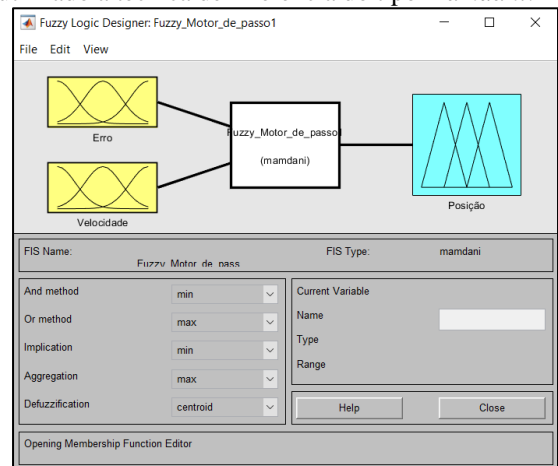 Fuzzy Logic Designer: Fuzzy_Motor_de_passo1
File Edit View
Erro
Fuzzy_Motor_de_passo1
(mamdani)
Velocidade
Posição
FIS Name:
Fuzzy_Motor_de_pass
FIS Type:
mamdani
And method
min
Or method
max
Implication
min
Aggregation
max
Defuzzification
centroid
Current Variable
Name
Type
Range
Help
Close
Opening Membership Function Editor